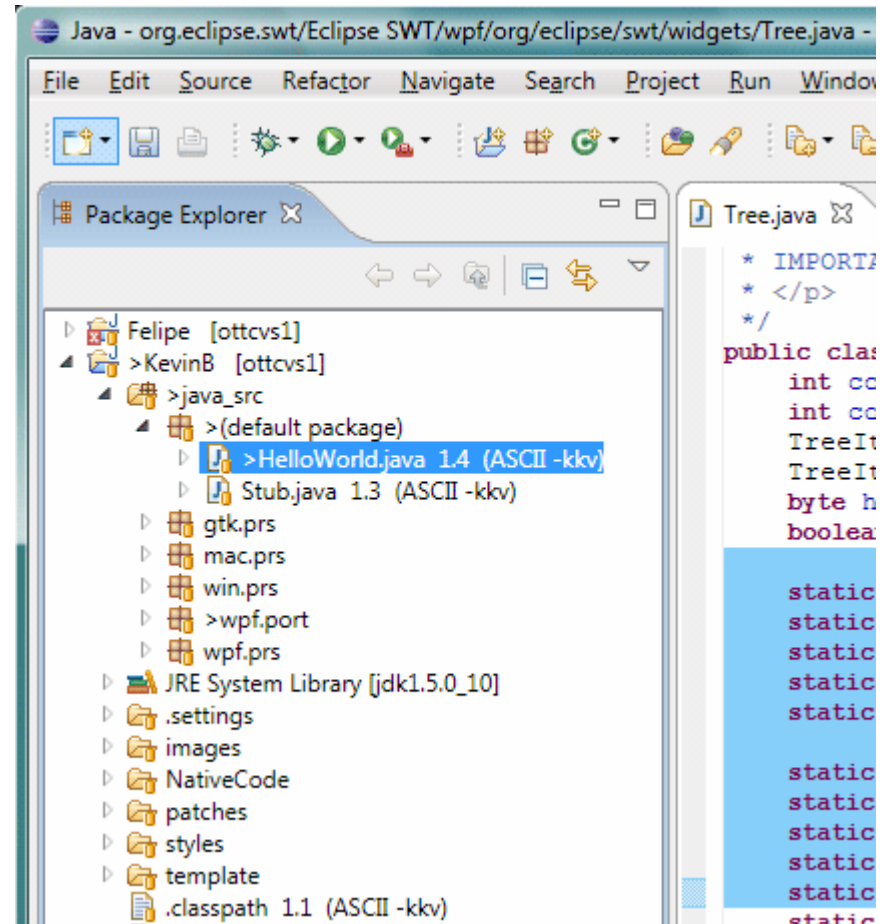 Java - org.eclipse.swt/Eclipse SWT/wpf/org/eclipse/swt/widgets/Tree.java -
File Edit Source Refactor Navigate Search Project Run Window
Package Explorer
Felipe [ottcvs1]
>KevinB [ottcvs1]
>java_src
>(default package)
>HelloWorld.java 1.4 (ASCII -kkv)
Stub.java 1.3 (ASCII -kkv)
gtk.prs
mac.prs
win.prs
>wpf.port
wpf.prs
JRE System Library [jdk1.5.0_10]
.settings
images
NativeCode
patches
styles
template
.classpath 1.1 (ASCII -kkv)
Tree.java
* IMPORTA
* </p>
*/
public clas
int co
int co
TreeIt
TreeIt
byte h
boolean
static
static
static
static
static
static
static
static
static
static
static